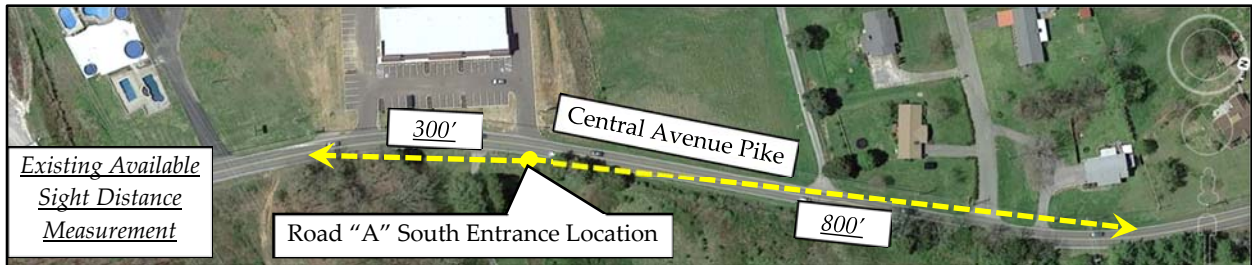 Existing Available
Sight Distance
Measurement
300’
Central Avenue Pike
800’
Road “A” South Entrance Location
N